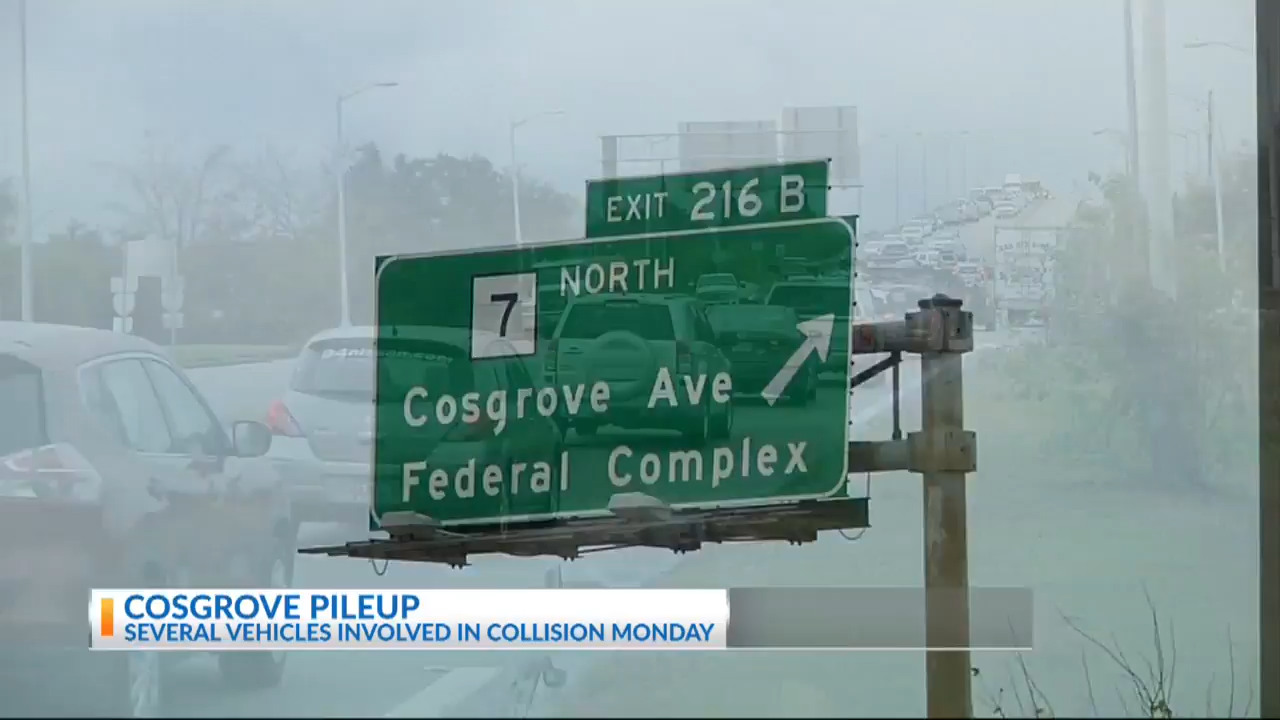 EXIT 216 B
7 NORTH
Cosgrove Ave
Federal Complex
COSGROVE PILEUP
SEVERAL VEHICLES INVOLVED IN COLLISION MONDAY